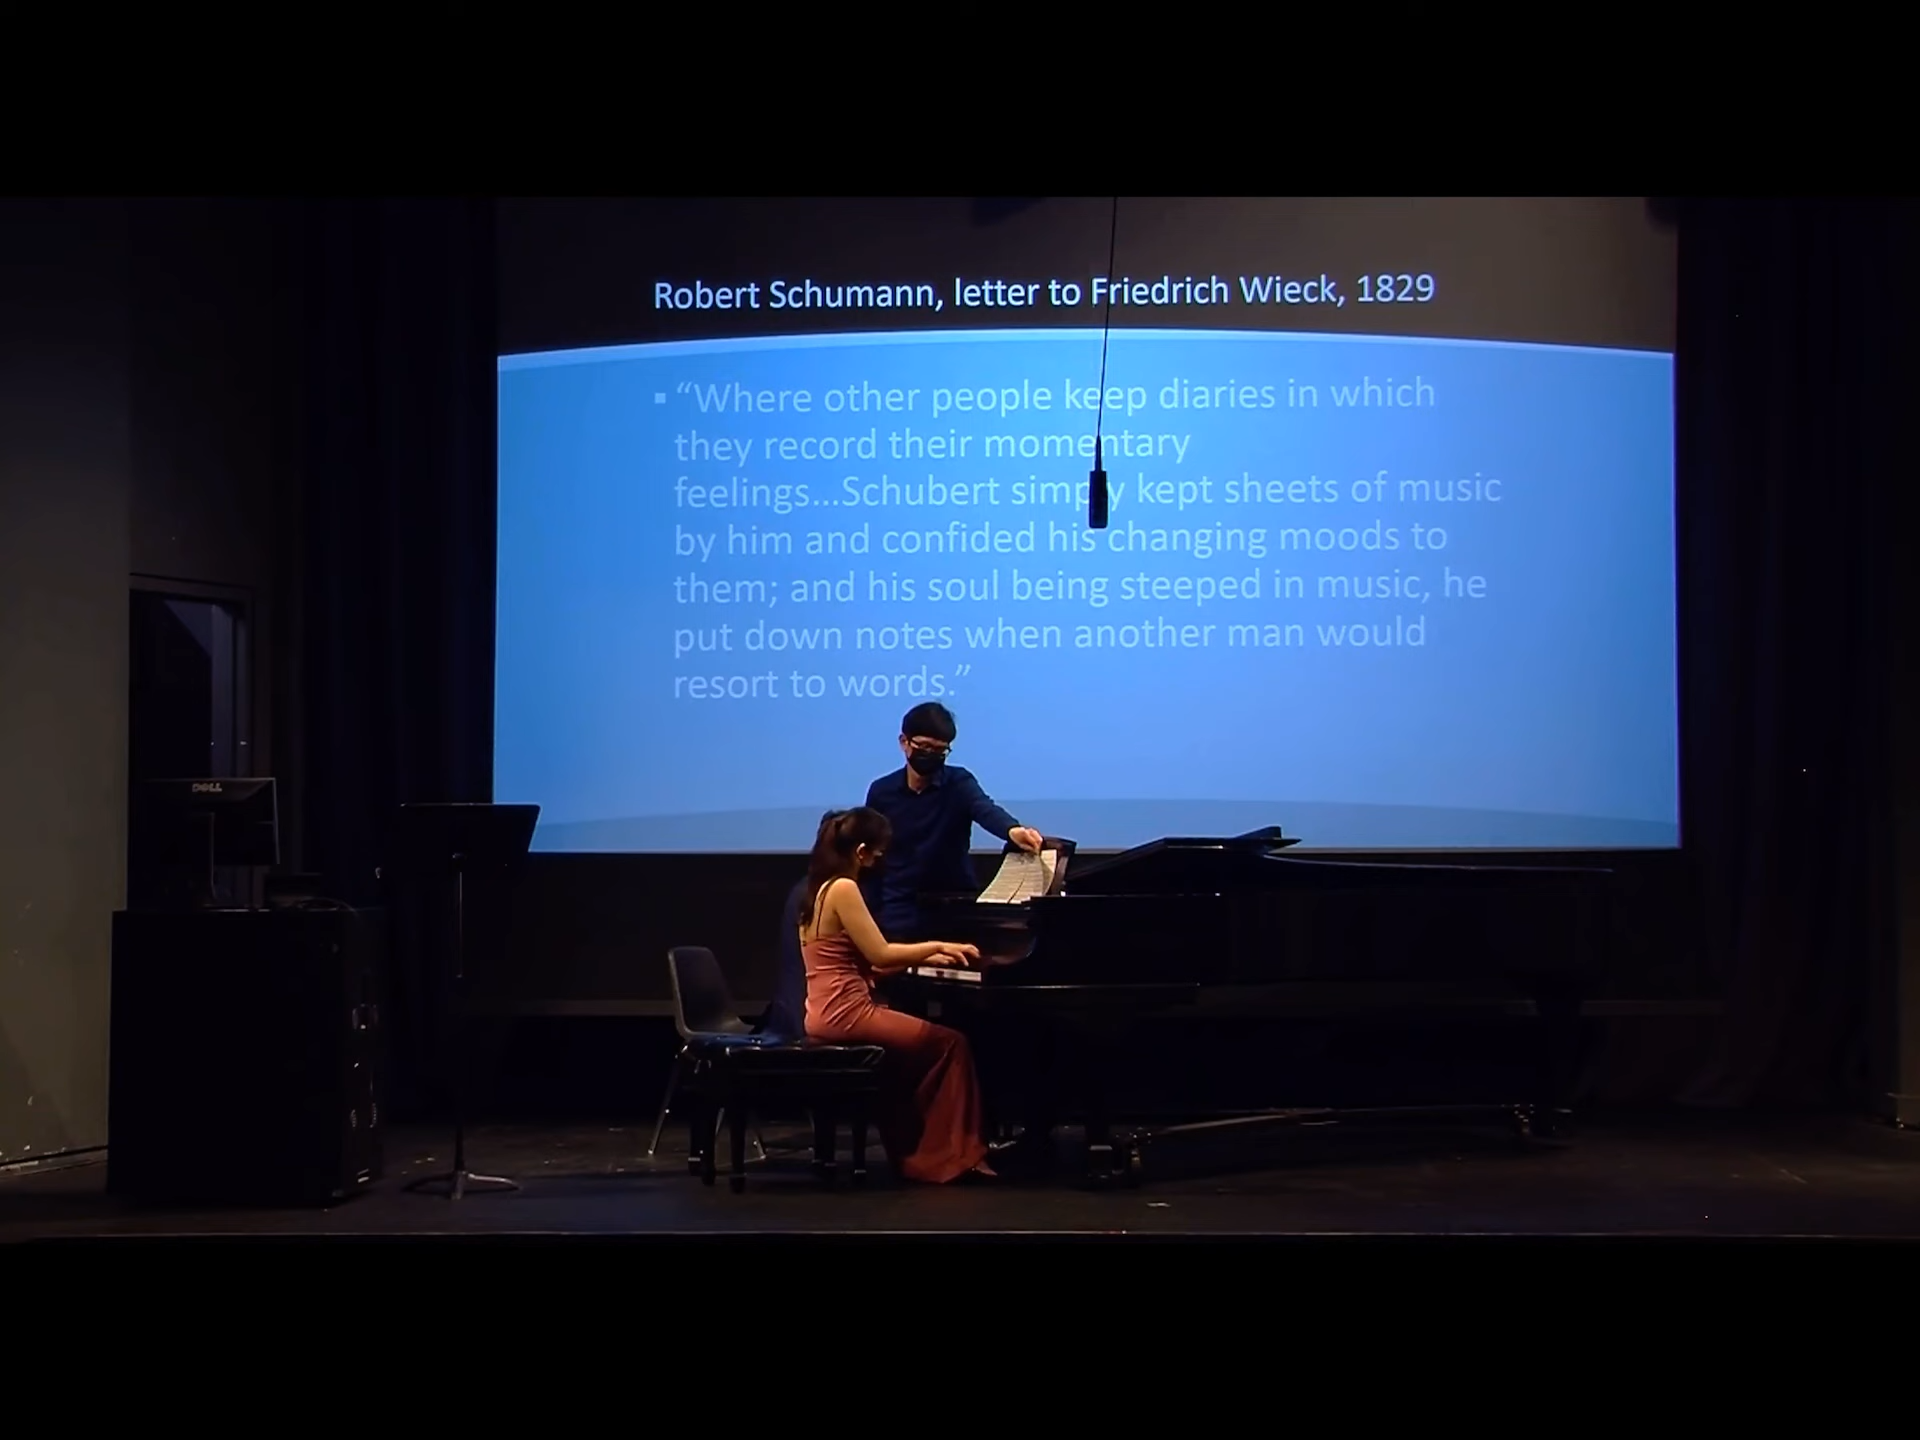 Robert Schumann, letter to Friedrich Wieck, 1829
▪ “Where other people keep diaries in which
they record their momentary
feelings...Schubert simply kept sheets of music
by him and confided his changing moods to
them; and his soul being steeped in music, he
put down notes when another man would
resort to words.”
DELL